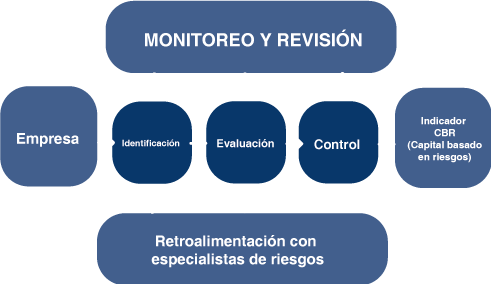 MONITOREO Y REVISIÓN
Empresa
Identificación
Evaluación
Control
Indicador
CBR
(Capital basado
en riesgos)
Retroalimentación con
especialistas de riesgos